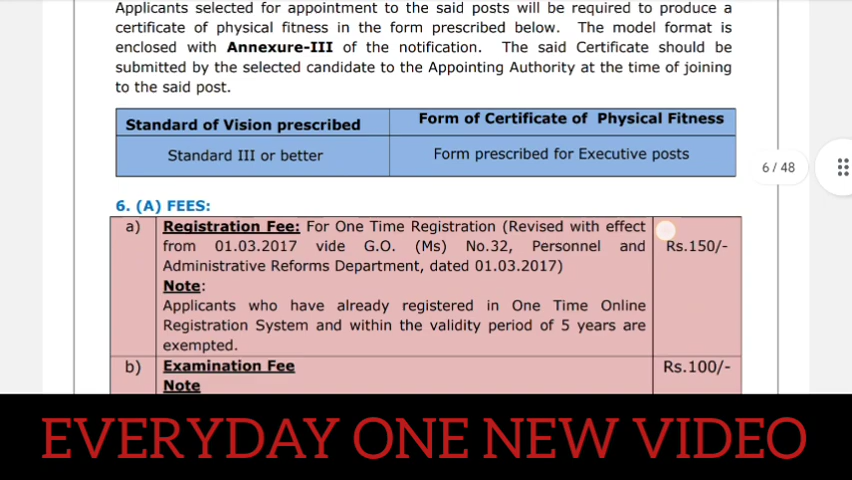 Applicants selected for appointment to the said posts will be required to produce a
certificate of physical fitness in the form prescribed below. The model format is
enclosed with Annexure-III of the notification. The said Certificate should be
submitted by the selected candidate to the Appointing Authority at the time of joining
to the said post.
Standard of Vision prescribed
Form of Certificate of Physical Fitness
Standard III or better
Form prescribed for Executive posts
6 / 48
6. (A) FEES:
a)
Registration Fee: For One Time Registration (Revised with effect
from 01.03.2017 vide G.O. (Ms) No.32, Personnel and
Administrative Reforms Department, dated 01.03.2017)
Note:
Applicants who have already registered in One Time Online
Registration System and within the validity period of 5 years are
exempted.
Rs.150/-
b)
Examination Fee
Note
Rs.100/-
EVERYDAY ONE NEW VIDEO